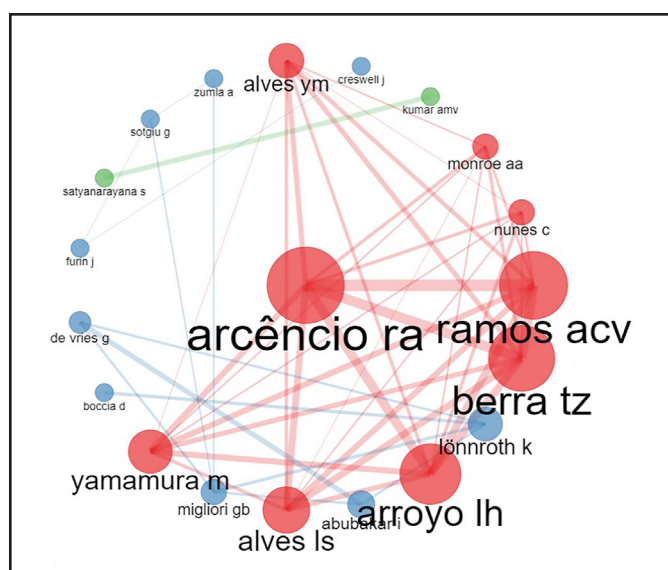 alves ym
creswell j
zumla a
kumar amv
sotgiu g
monroe aa
satyanarayana s
nunes c
furin j
arcêncio ra
ramos acv
de vries g
boccia d
berra tz
lönnroth k
yamamura m
migliori gb
abubakar i
arroyo lh
alves ls